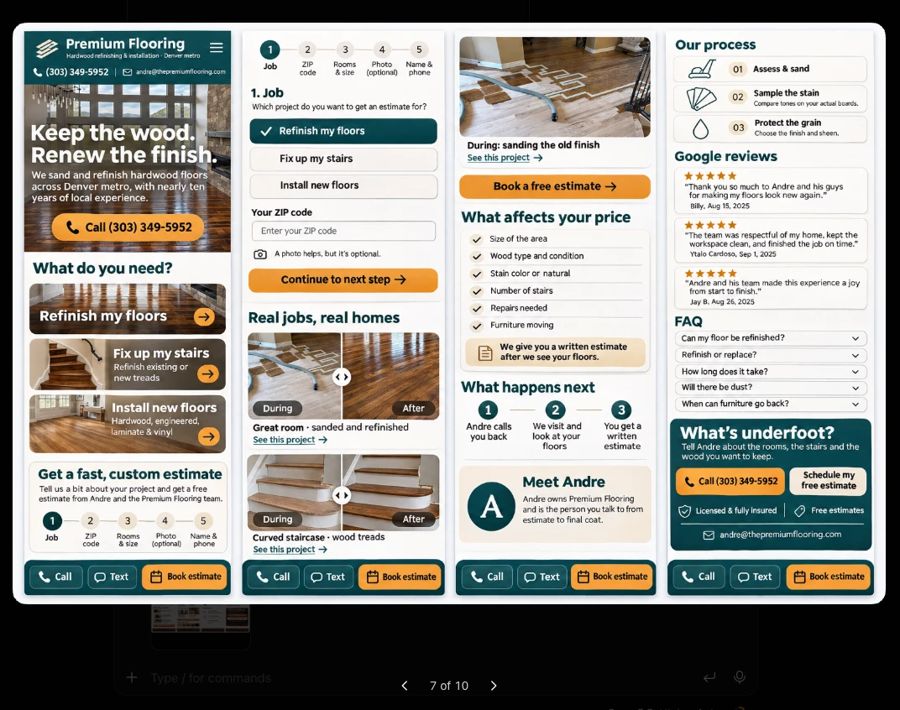 Premium Flooring
Hardwood refinishing & installation · Denver metro
(303) 349-5952 | andre@thepremiumflooring.com
Keep the wood.
Renew the finish.
We sand and refinish hardwood floors
across Denver metro, with nearly ten
years of local experience.
Call (303) 349-5952
What do you need?
Refinish my floors
Fix up my stairs
Refinish existing or
new treads
Install new floors
Hardwood, engineered,
laminate & vinyl
Get a fast, custom estimate
Tell us a bit about your project and get a free
estimate from Andre and the Premium Flooring team.
1 2 3 4 5
Job ZIP code Rooms & size Photo (optional) Name & phone
Call Text Book estimate
1 2 3 4 5
Job ZIP code Rooms & size Photo (optional) Name & phone
1. Job
Which project do you want to get an estimate for?
Refinish my floors
Fix up my stairs
Install new floors
Your ZIP code
Enter your ZIP code
A photo helps, but it's optional.
Continue to next step →
Real jobs, real homes
During After
Great room · sanded and refinished
See this project →
During After
Curved staircase · wood treads
See this project →
Call Text Book estimate
During: sanding the old finish
See this project →
Book a free estimate →
What affects your price
Size of the area
Wood type and condition
Stain color or natural
Number of stairs
Repairs needed
Furniture moving
We give you a written estimate
after we see your floors.
What happens next
1 2 3
Andre calls you back
We visit and look at your floors
You get a written estimate
A
Meet Andre
Andre owns Premium Flooring
and is the person you talk to from
estimate to final coat.
Call Text Book estimate
Our process
01 Assess & sand
02 Sample the stain
Compare tones on your actual boards.
03 Protect the grain
Choose the finish and sheen.
Google reviews
"Thank you so much to Andre and his guys
for making my floors look new again."
Billy, Aug 15, 2025
"The team was respectful of my home, kept the
workspace clean, and finished the job on time."
Ytalo Cardoso, Sep 1, 2025
"Andre and his team made this experience a joy
from start to finish."
Jay B, Aug 26, 2025
FAQ
Can my floor be refinished?
Refinish or replace?
How long does it take?
Will there be dust?
When can furniture go back?
What's underfoot?
Tell Andre about the rooms, the stairs and the
wood you want to keep.
Call (303) 349-5952
Schedule my
free estimate
Licensed & fully insured | Free estimates
andre@thepremiumflooring.com
Call Text Book estimate
Type / for commands
7 of 10